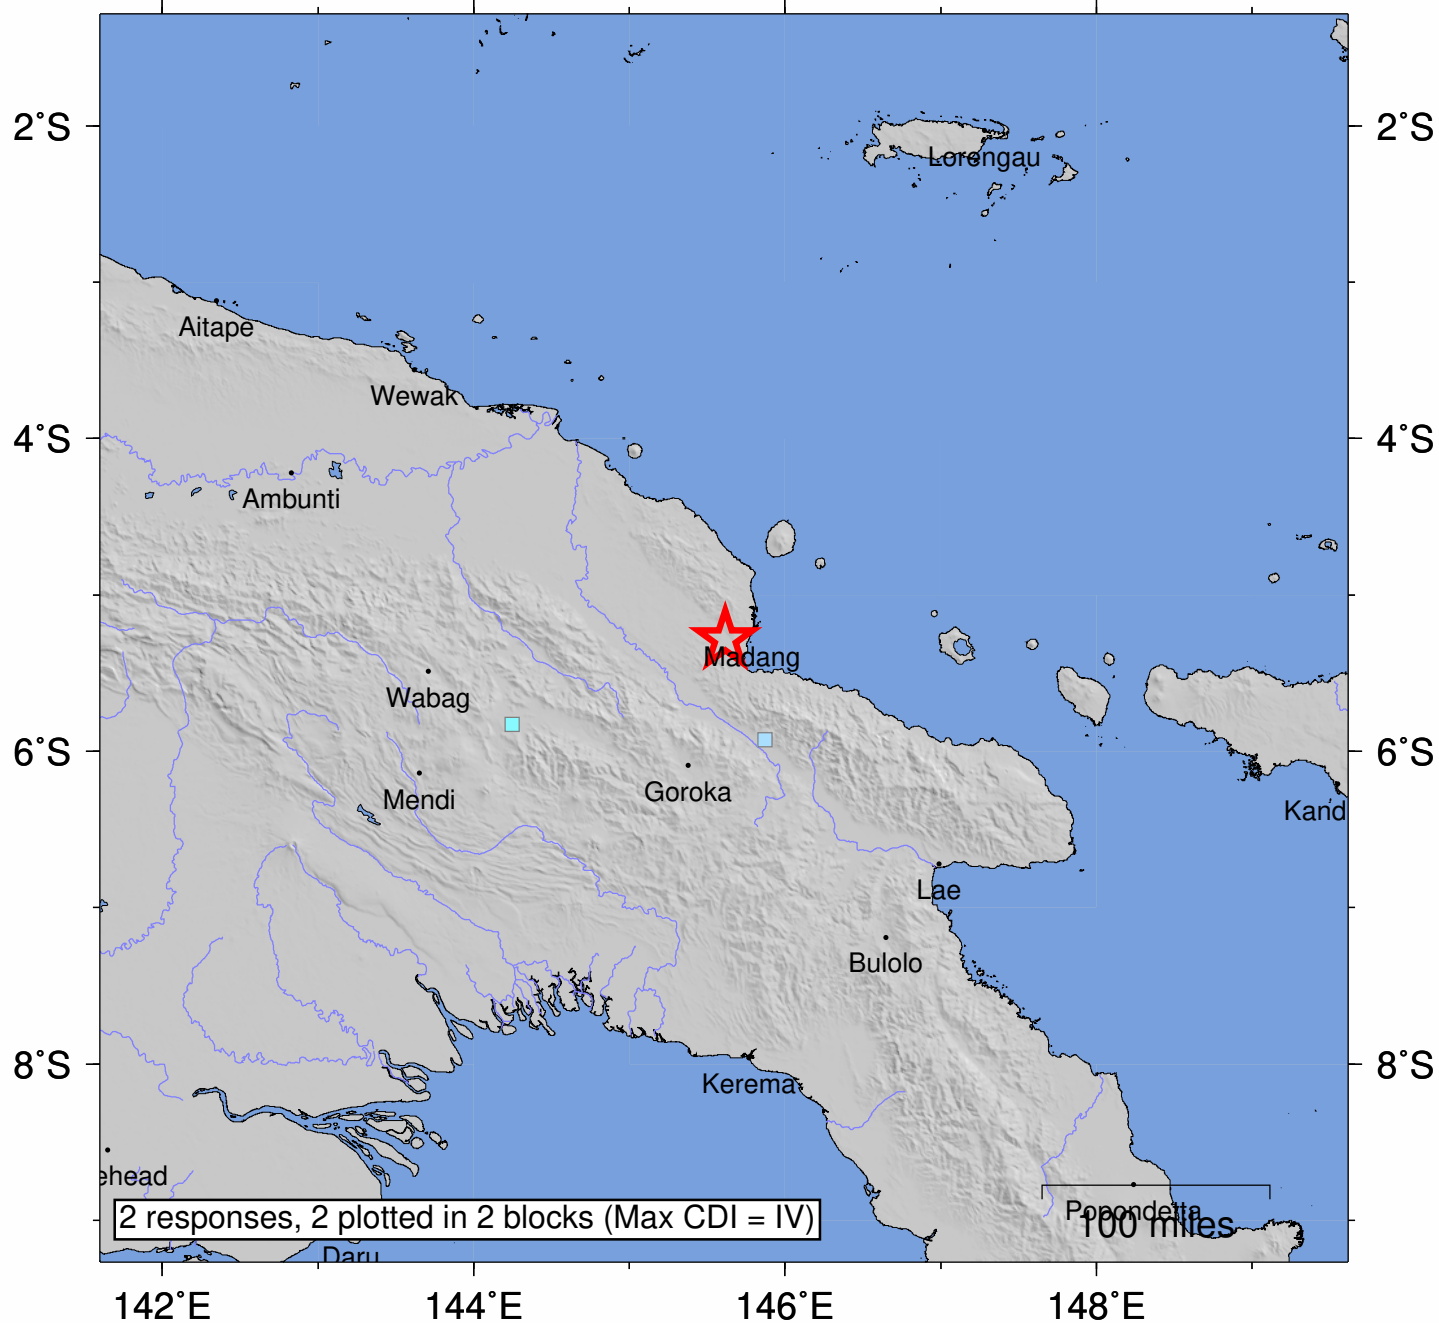 2°S
2°S
Lorengau
Aitape
Wewak
4°S
4°S
Ambunti
Madang
Wabag
6°S
6°S
Goroka
Mendi
Kand
Lae
Bulolo
8°S
8°S
Kerema
ehead
Popondetta
100 miles
2 responses, 2 plotted in 2 blocks (Max CDI = IV)
Daru
142°E
144°E
146°E
148°E